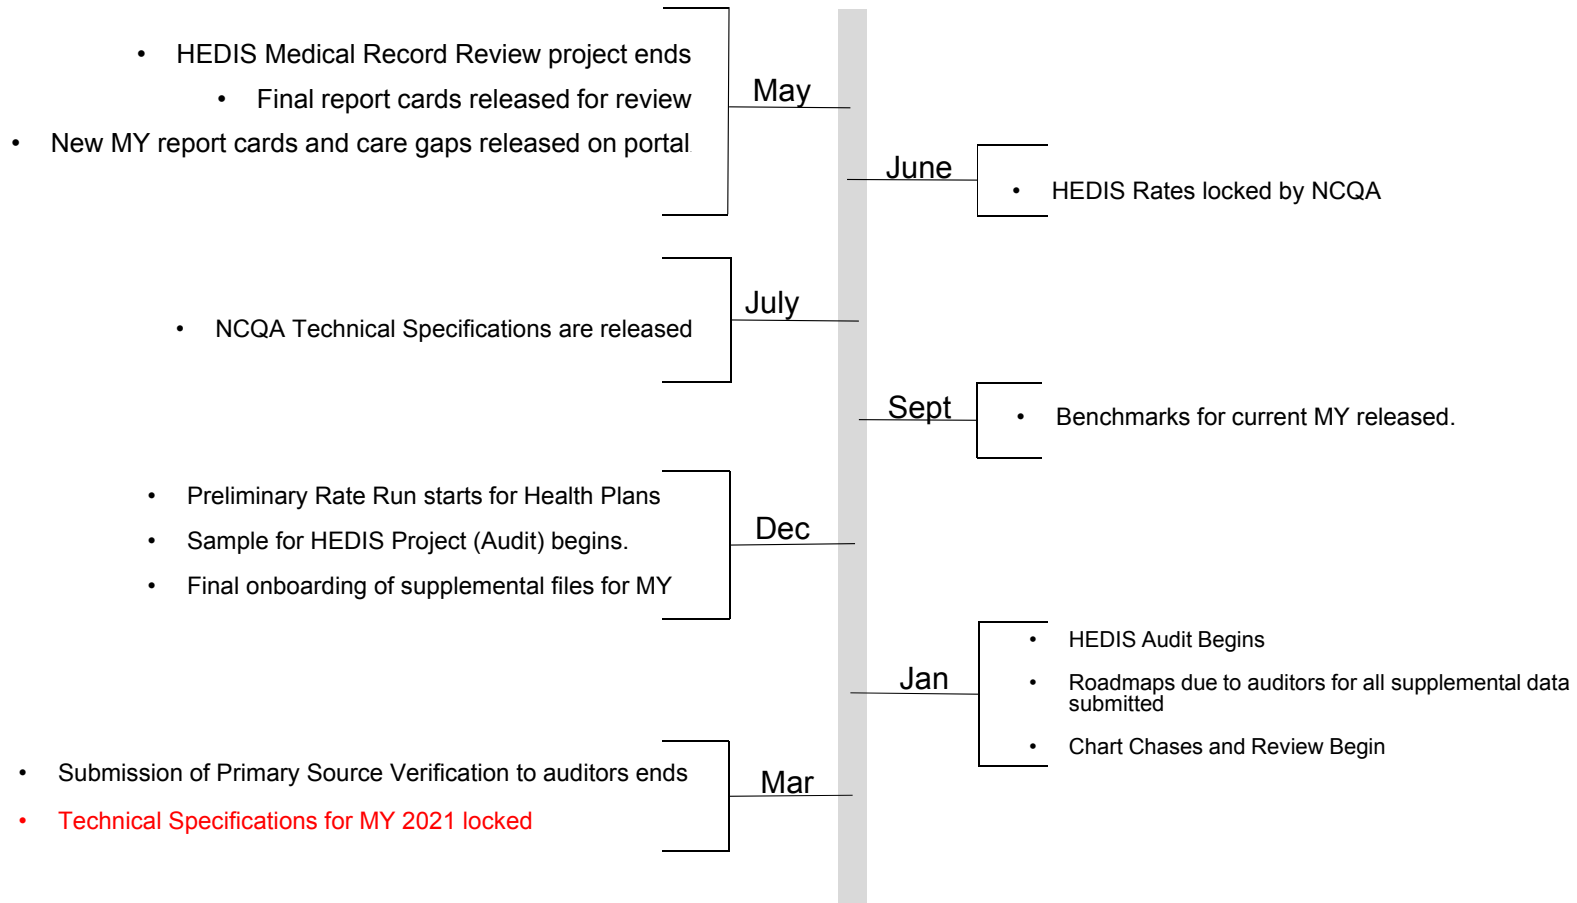 • HEDIS Medical Record Review project ends
• Final report cards released for review
• New MY report cards and care gaps released on portal.
May
June
• HEDIS Rates locked by NCQA
July
• NCQA Technical Specifications are released
Sept
• Benchmarks for current MY released.
• Preliminary Rate Run starts for Health Plans
• Sample for HEDIS Project (Audit) begins.
• Final onboarding of supplemental files for MY
Dec
Jan
• HEDIS Audit Begins
• Roadmaps due to auditors for all supplemental data
submitted
• Chart Chases and Review Begin
• Submission of Primary Source Verification to auditors ends
• Technical Specifications for MY 2021 locked
Mar